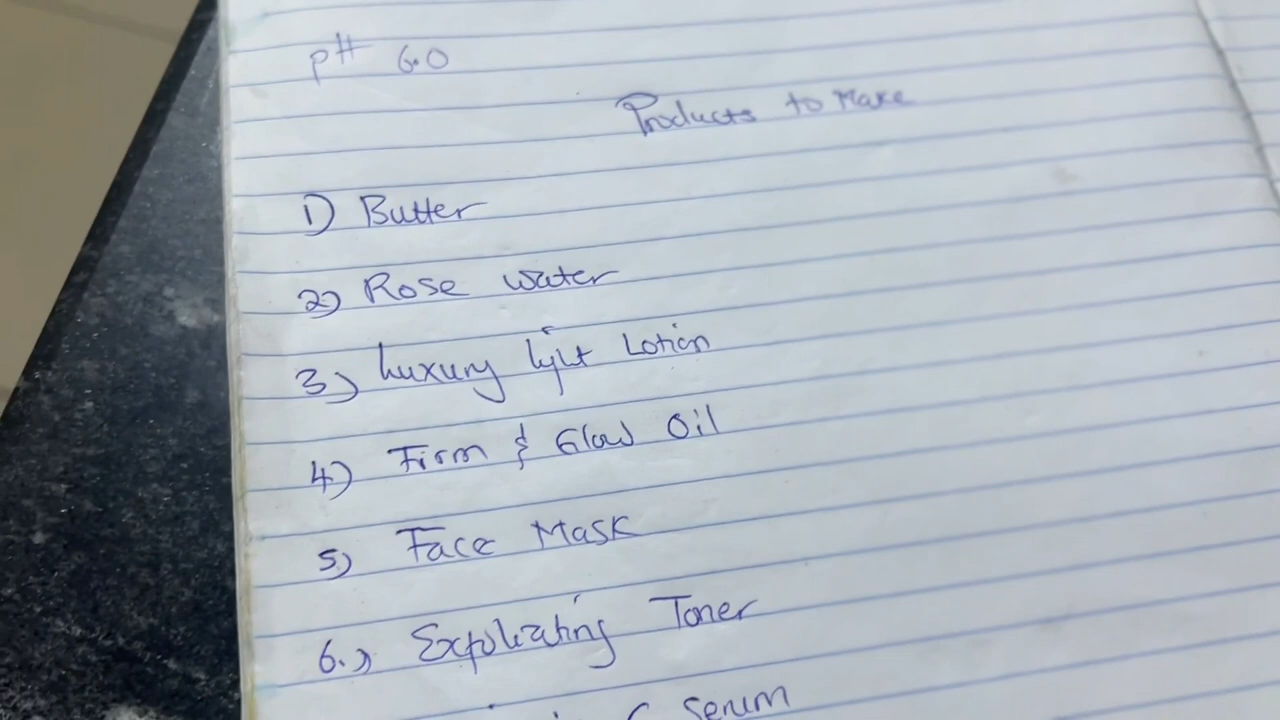 pH 6.0
Products to Make
1) Butter
2) Rose water
3) Luxury light Lotion
4) Firm & Glow Oil
5) Face Mask
6.) Exfoliating Toner
C Serum